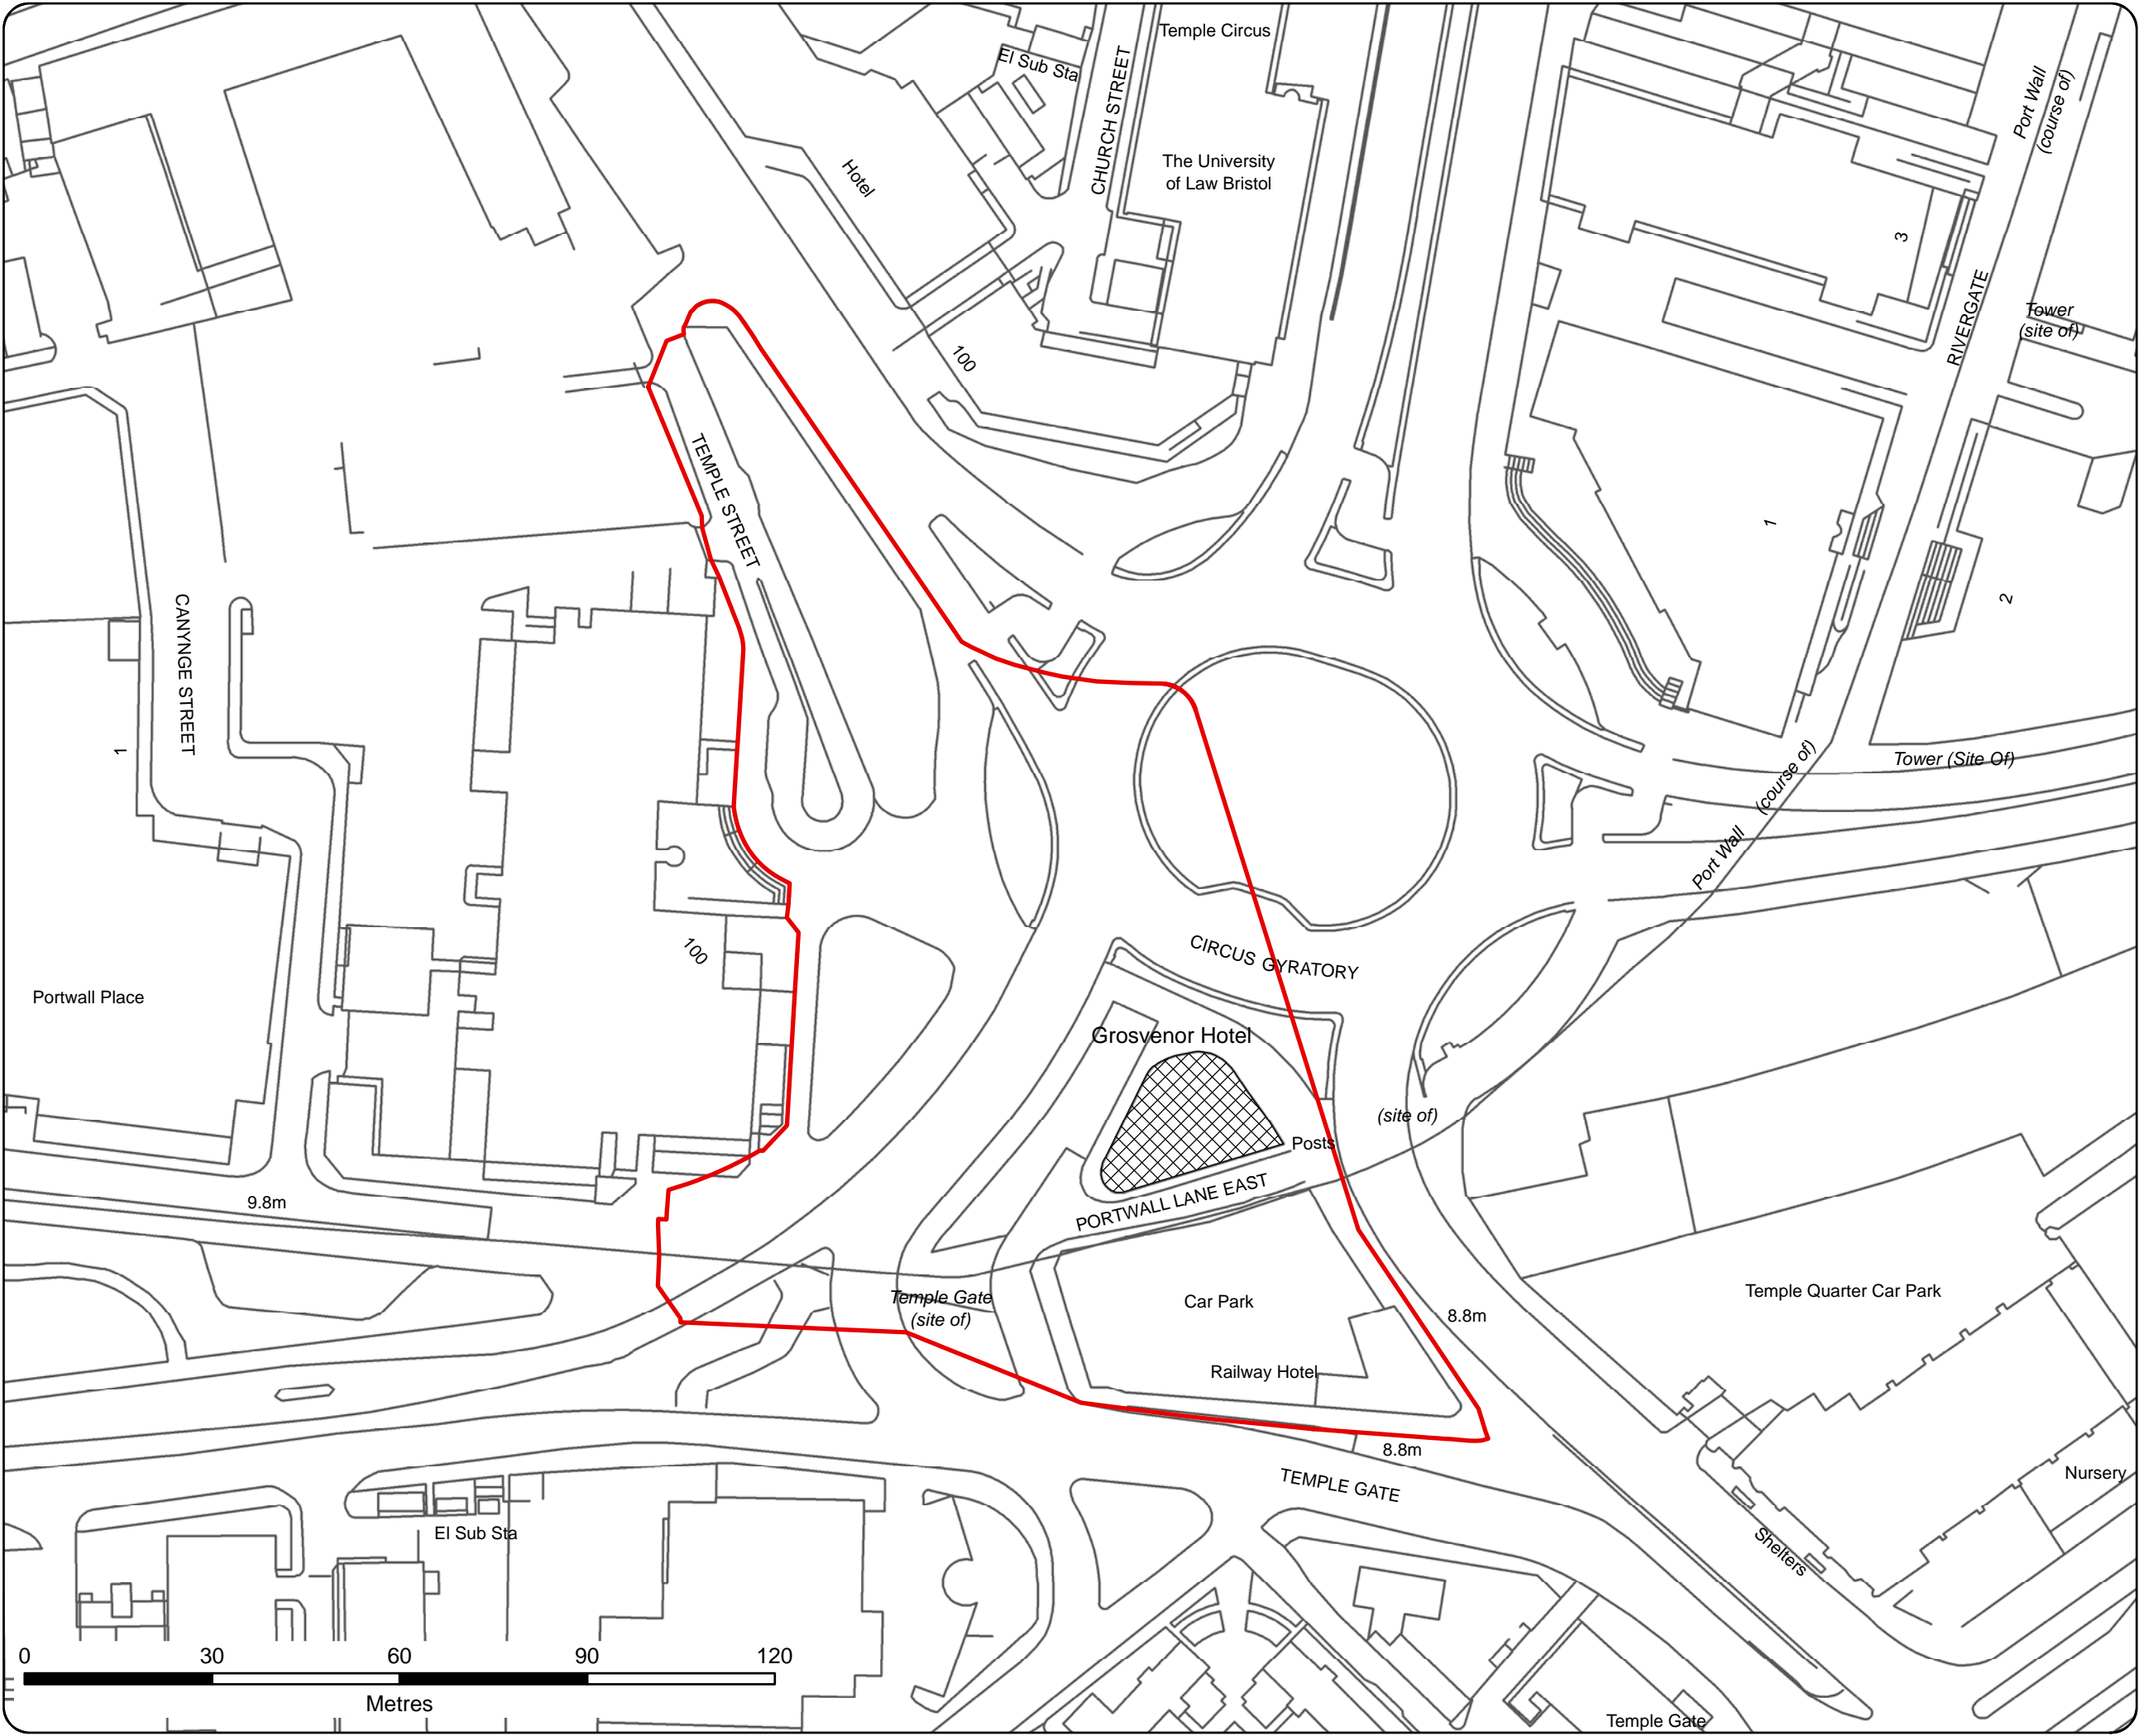 Temple Circus
El Sub Sta
CHURCH STREET
Port Wall
(course of)
Hotel
The University
of Law Bristol
3
RIVERGATE
Tower
(site of)
100
TEMPLE STREET
1
2
CANYNGE STREET
1
Tower (Site Of)
(course of)
Port Wall
100
CIRCUS GYRATORY
Portwall Place
Grosvenor Hotel
(site of)
Posts
PORTWALL LANE EAST
9.8m
Temple Gate
(site of)
Car Park
8.8m
Temple Quarter Car Park
Railway Hotel
8.8m
TEMPLE GATE
Nursery
El Sub Sta
Shelters
0 30 60 90 120
Metres
Temple Gate